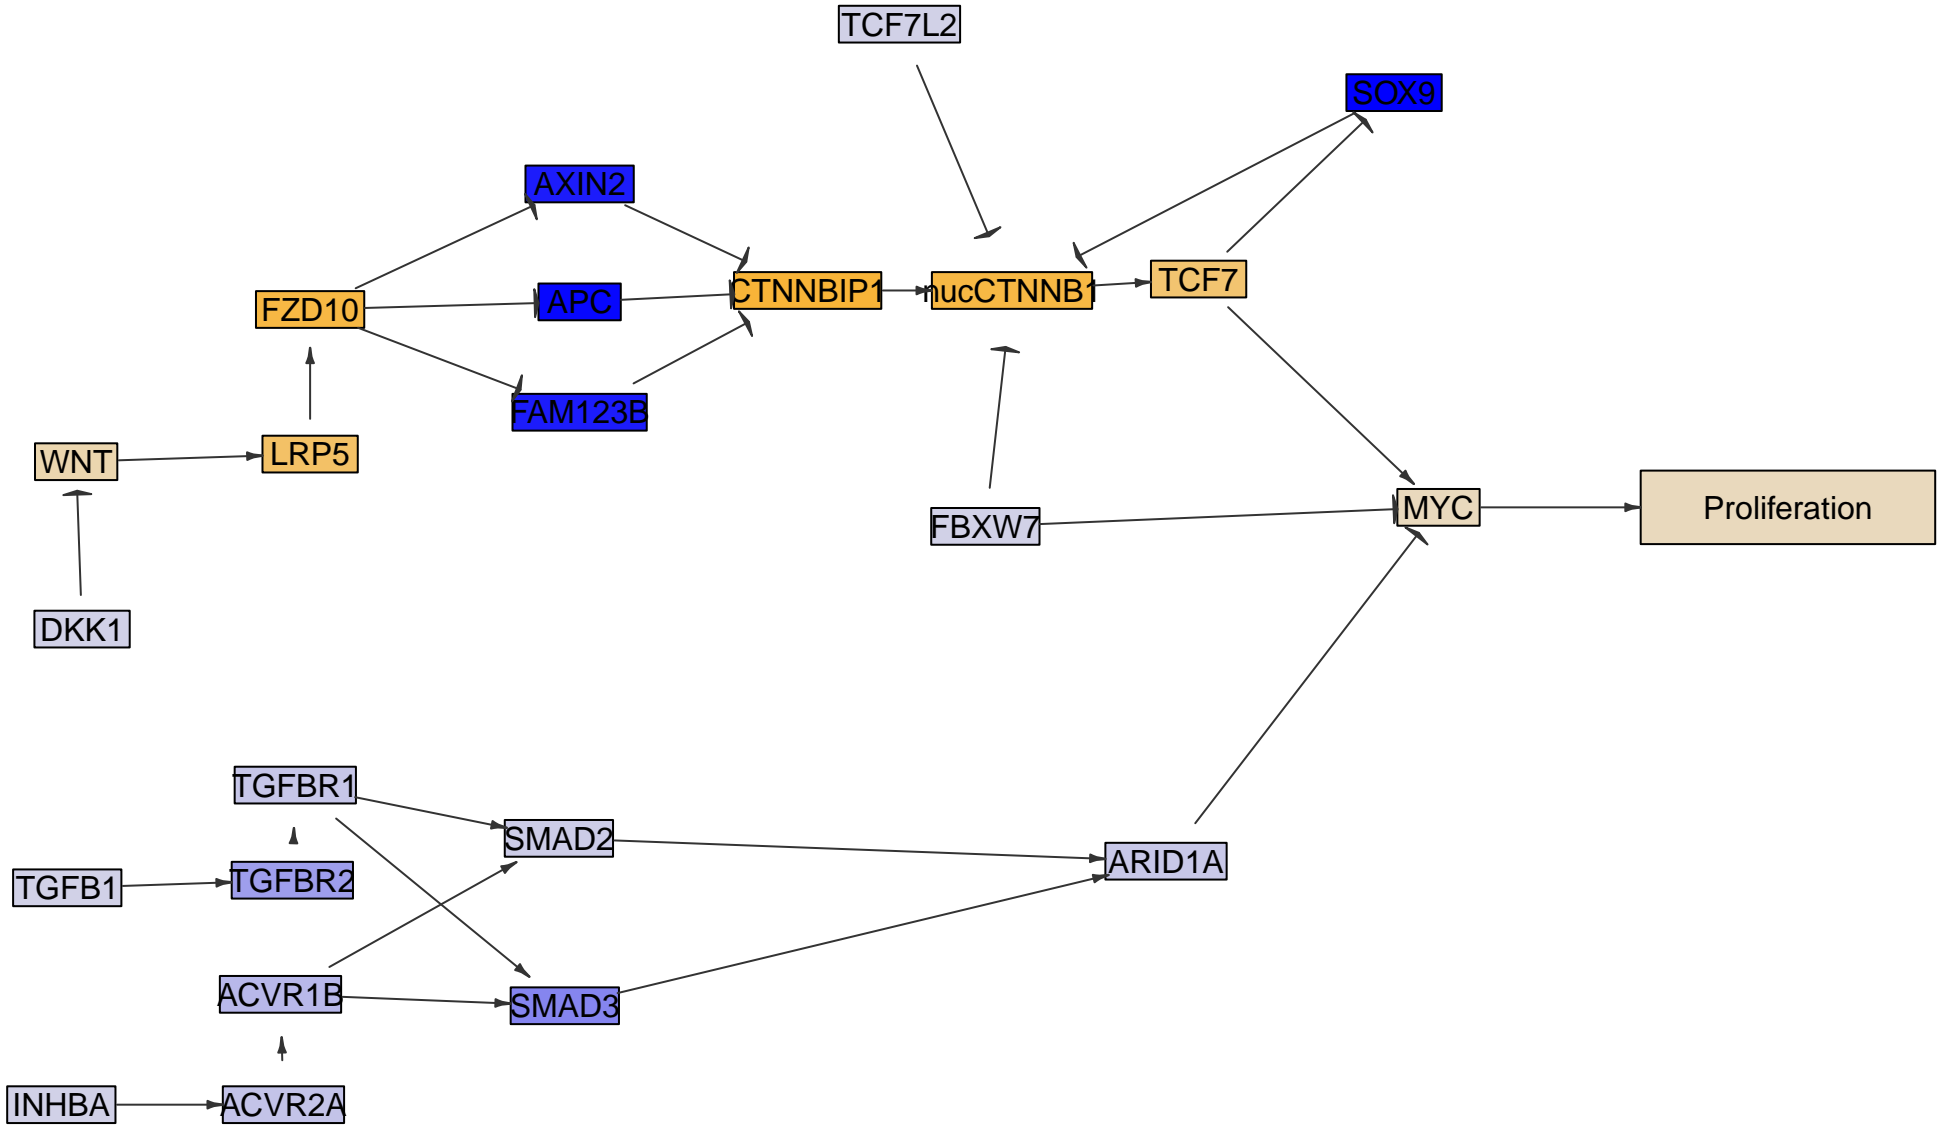 TCF7L2
SOX9
AXIN2
TCF7
CTNNBIP1
nucCTNNB1
APC
FZD10
FAM123B
LRP5
WNT
MYC
Proliferation
FBXW7
DKK1
TGFBR1
SMAD2
ARID1A
TGFBR2
TGFB1
ACVR1B
SMAD3
INHBA
ACVR2A